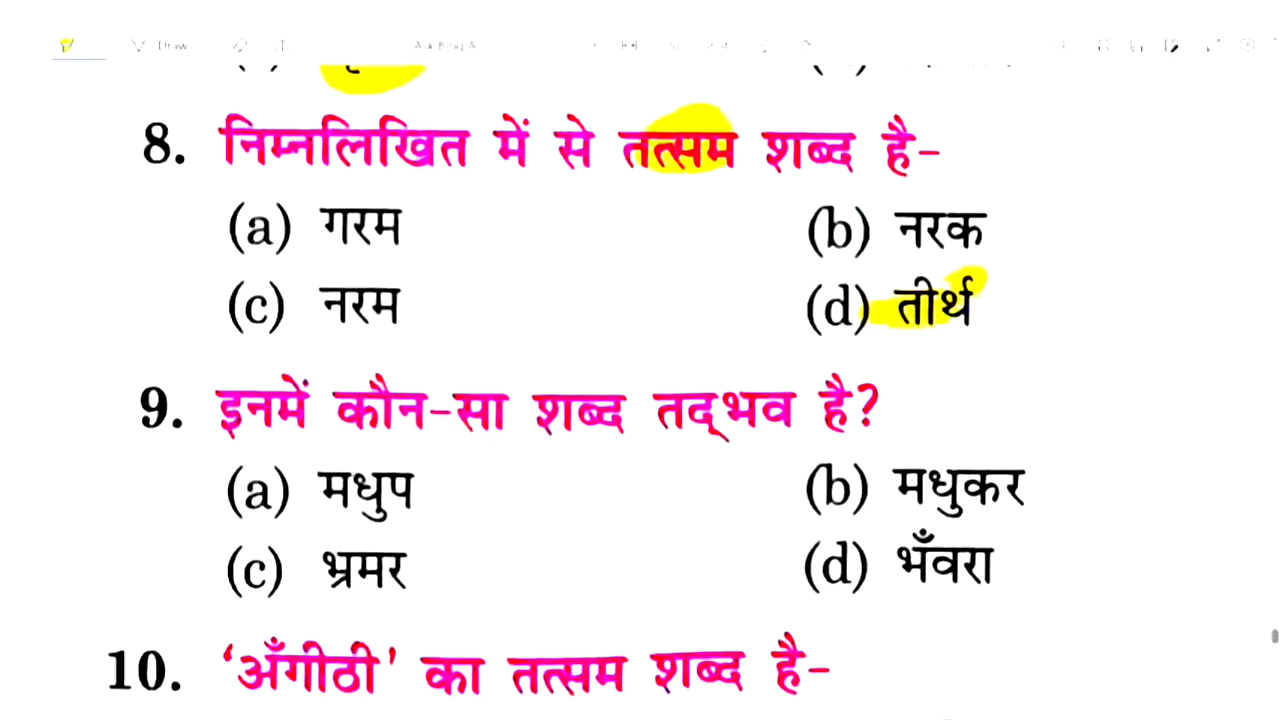 Draw
8. निम्नलिखित में से तत्सम शब्द है-
(a) गरम (b) नरक
(c) नरम (d) तीर्थ
9. इनमें कौन-सा शब्द तद्भव है?
(a) मधुप (b) मधुकर
(c) भ्रमर (d) भँवरा
10. ‘अँगीठी’ का तत्सम शब्द है-